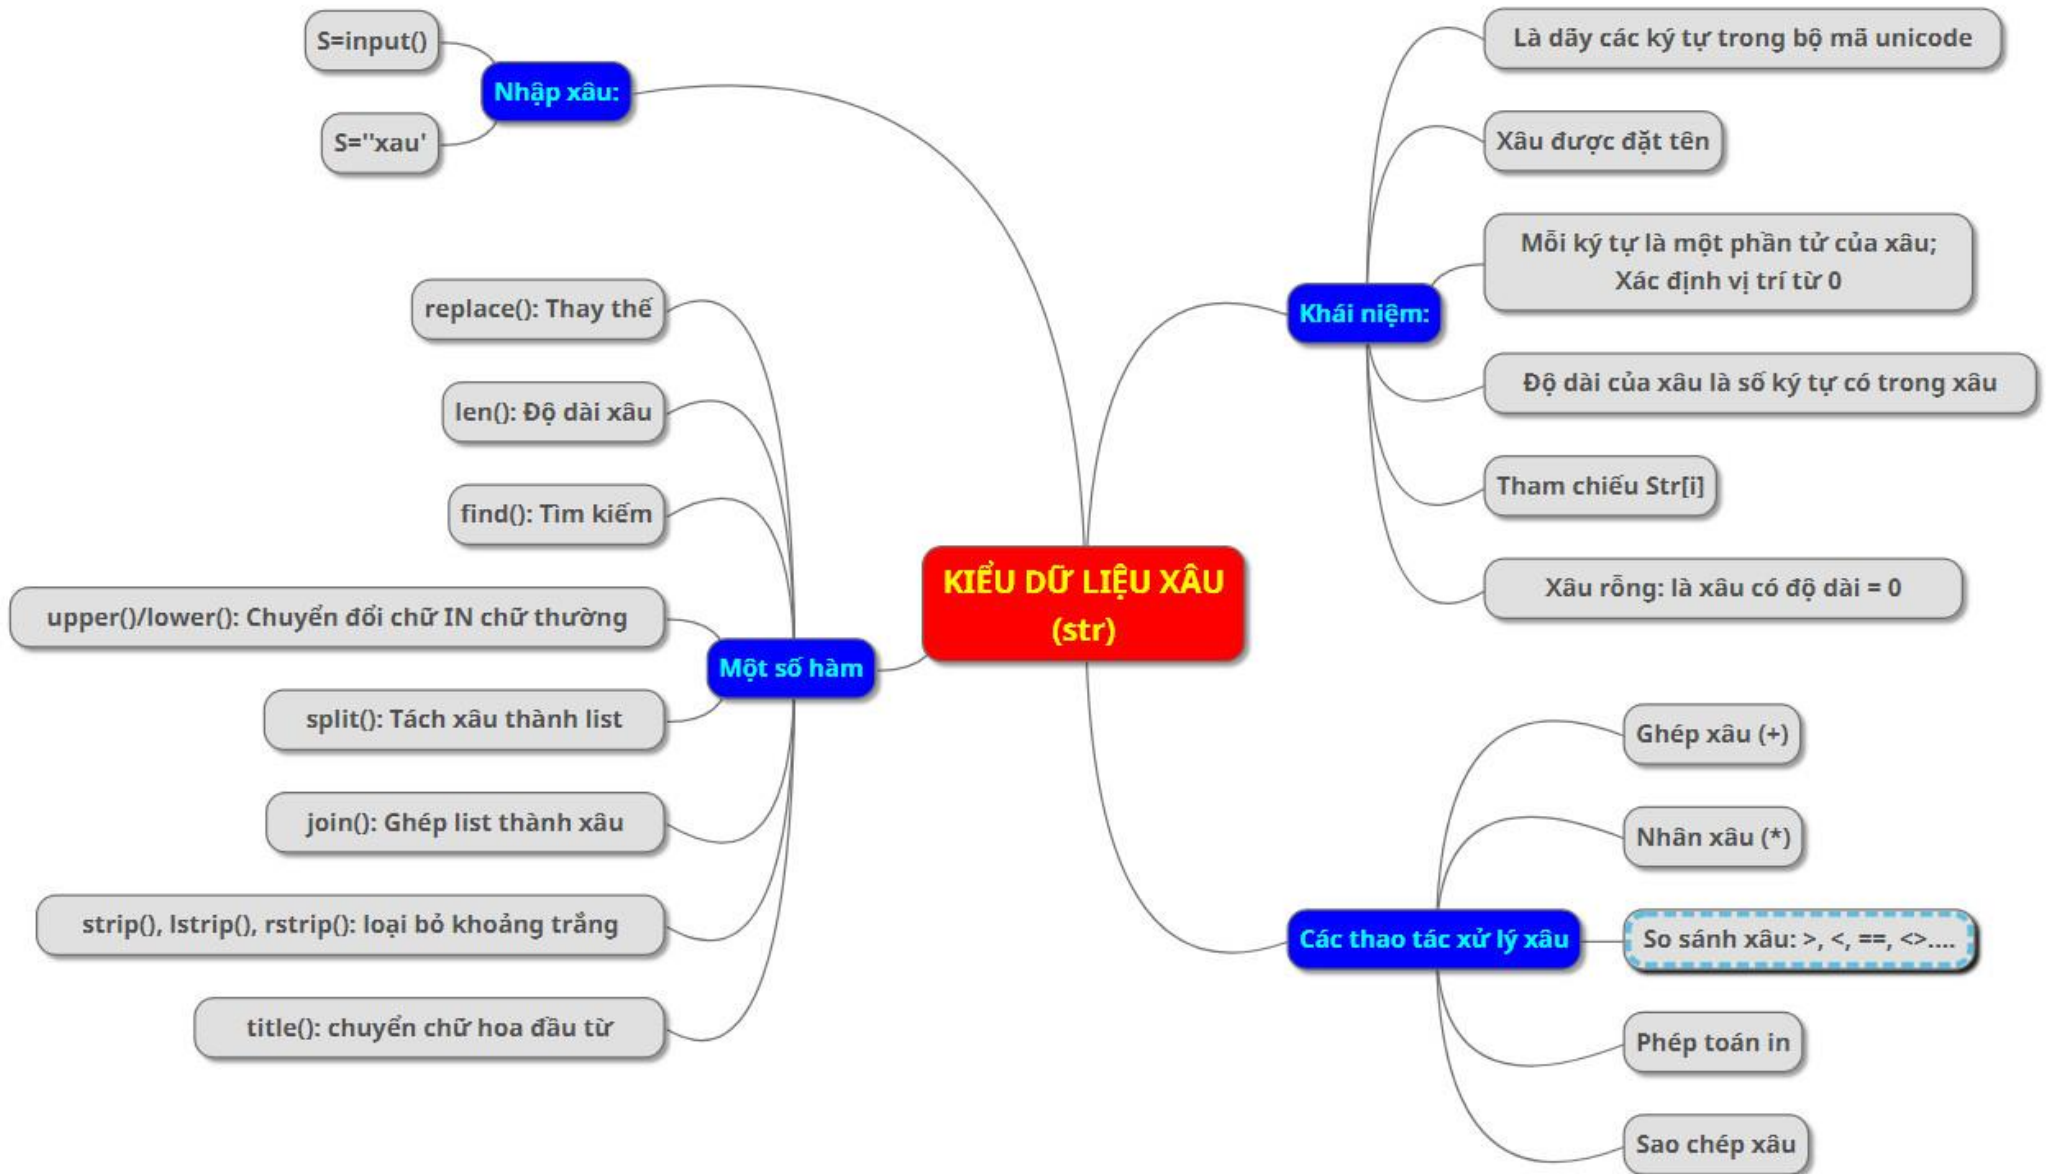 KIỂU DỮ LIỆU XÂU
(str)
Khái niệm:
Là dãy các ký tự trong bộ mã unicode
Xâu được đặt tên
Mỗi ký tự là một phần tử của xâu;
Xác định vị trí từ 0
Độ dài của xâu là số ký tự có trong xâu
Tham chiếu Str[i]
Xâu rỗng: là xâu có độ dài = 0
Các thao tác xử lý xâu
Ghép xâu (+)
Nhân xâu (*)
So sánh xâu: >, <, ==, <>....
Phép toán in
Sao chép xâu
Nhập xâu:
S=input()
S=''xau'
Một số hàm
replace(): Thay thế
len(): Độ dài xâu
find(): Tìm kiếm
upper()/lower(): Chuyển đổi chữ IN chữ thường
split(): Tách xâu thành list
join(): Ghép list thành xâu
strip(), lstrip(), rstrip(): loại bỏ khoảng trắng
title(): chuyển chữ hoa đầu từ